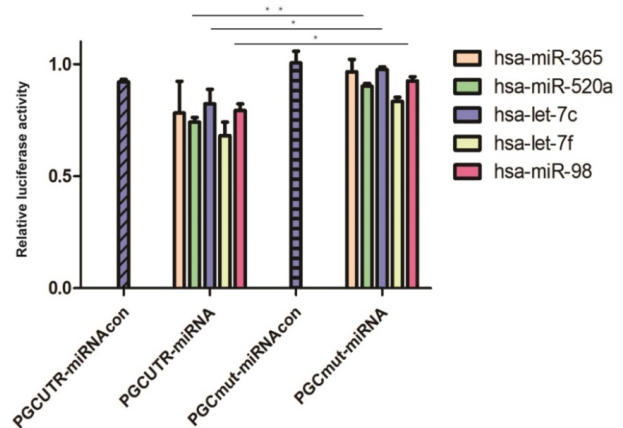 * *
*
*
Relative luciferase activity
1.0
0.5
0.0
PGCUTR-miRNAcon
PGCUTR-miRNA
PGCmut-miRNAcon
PGCmut-miRNA
hsa-miR-365
hsa-miR-520a
hsa-let-7c
hsa-let-7f
hsa-miR-98